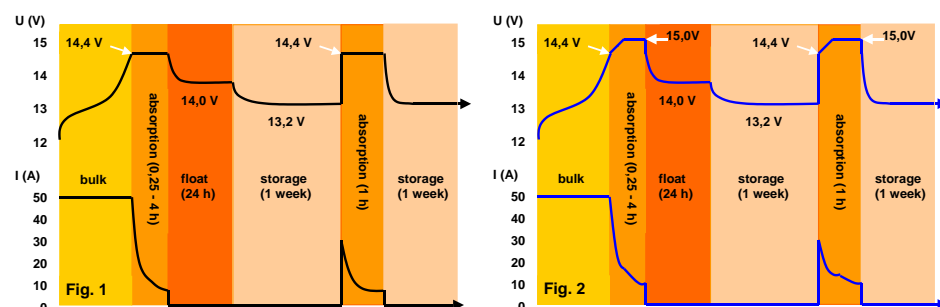 U (V)
15
14
13
12
I (A)
50
40
30
20
10
0
14,4 V
14,0 V
13,2 V
14,4 V
bulk
absorption (0,25 - 4 h)
float
(24 h)
storage
(1 week)
absorption (1 h)
storage
(1 week)
Fig. 1
U (V)
15
14
13
12
I (A)
50
40
30
20
10
0
14,4 V
15,0V
14,0 V
13,2 V
14,4 V
15,0V
bulk
absorption (0,25 - 4 h)
float
(24 h)
storage
(1 week)
absorption (1 h)
storage
(1 week)
Fig. 2